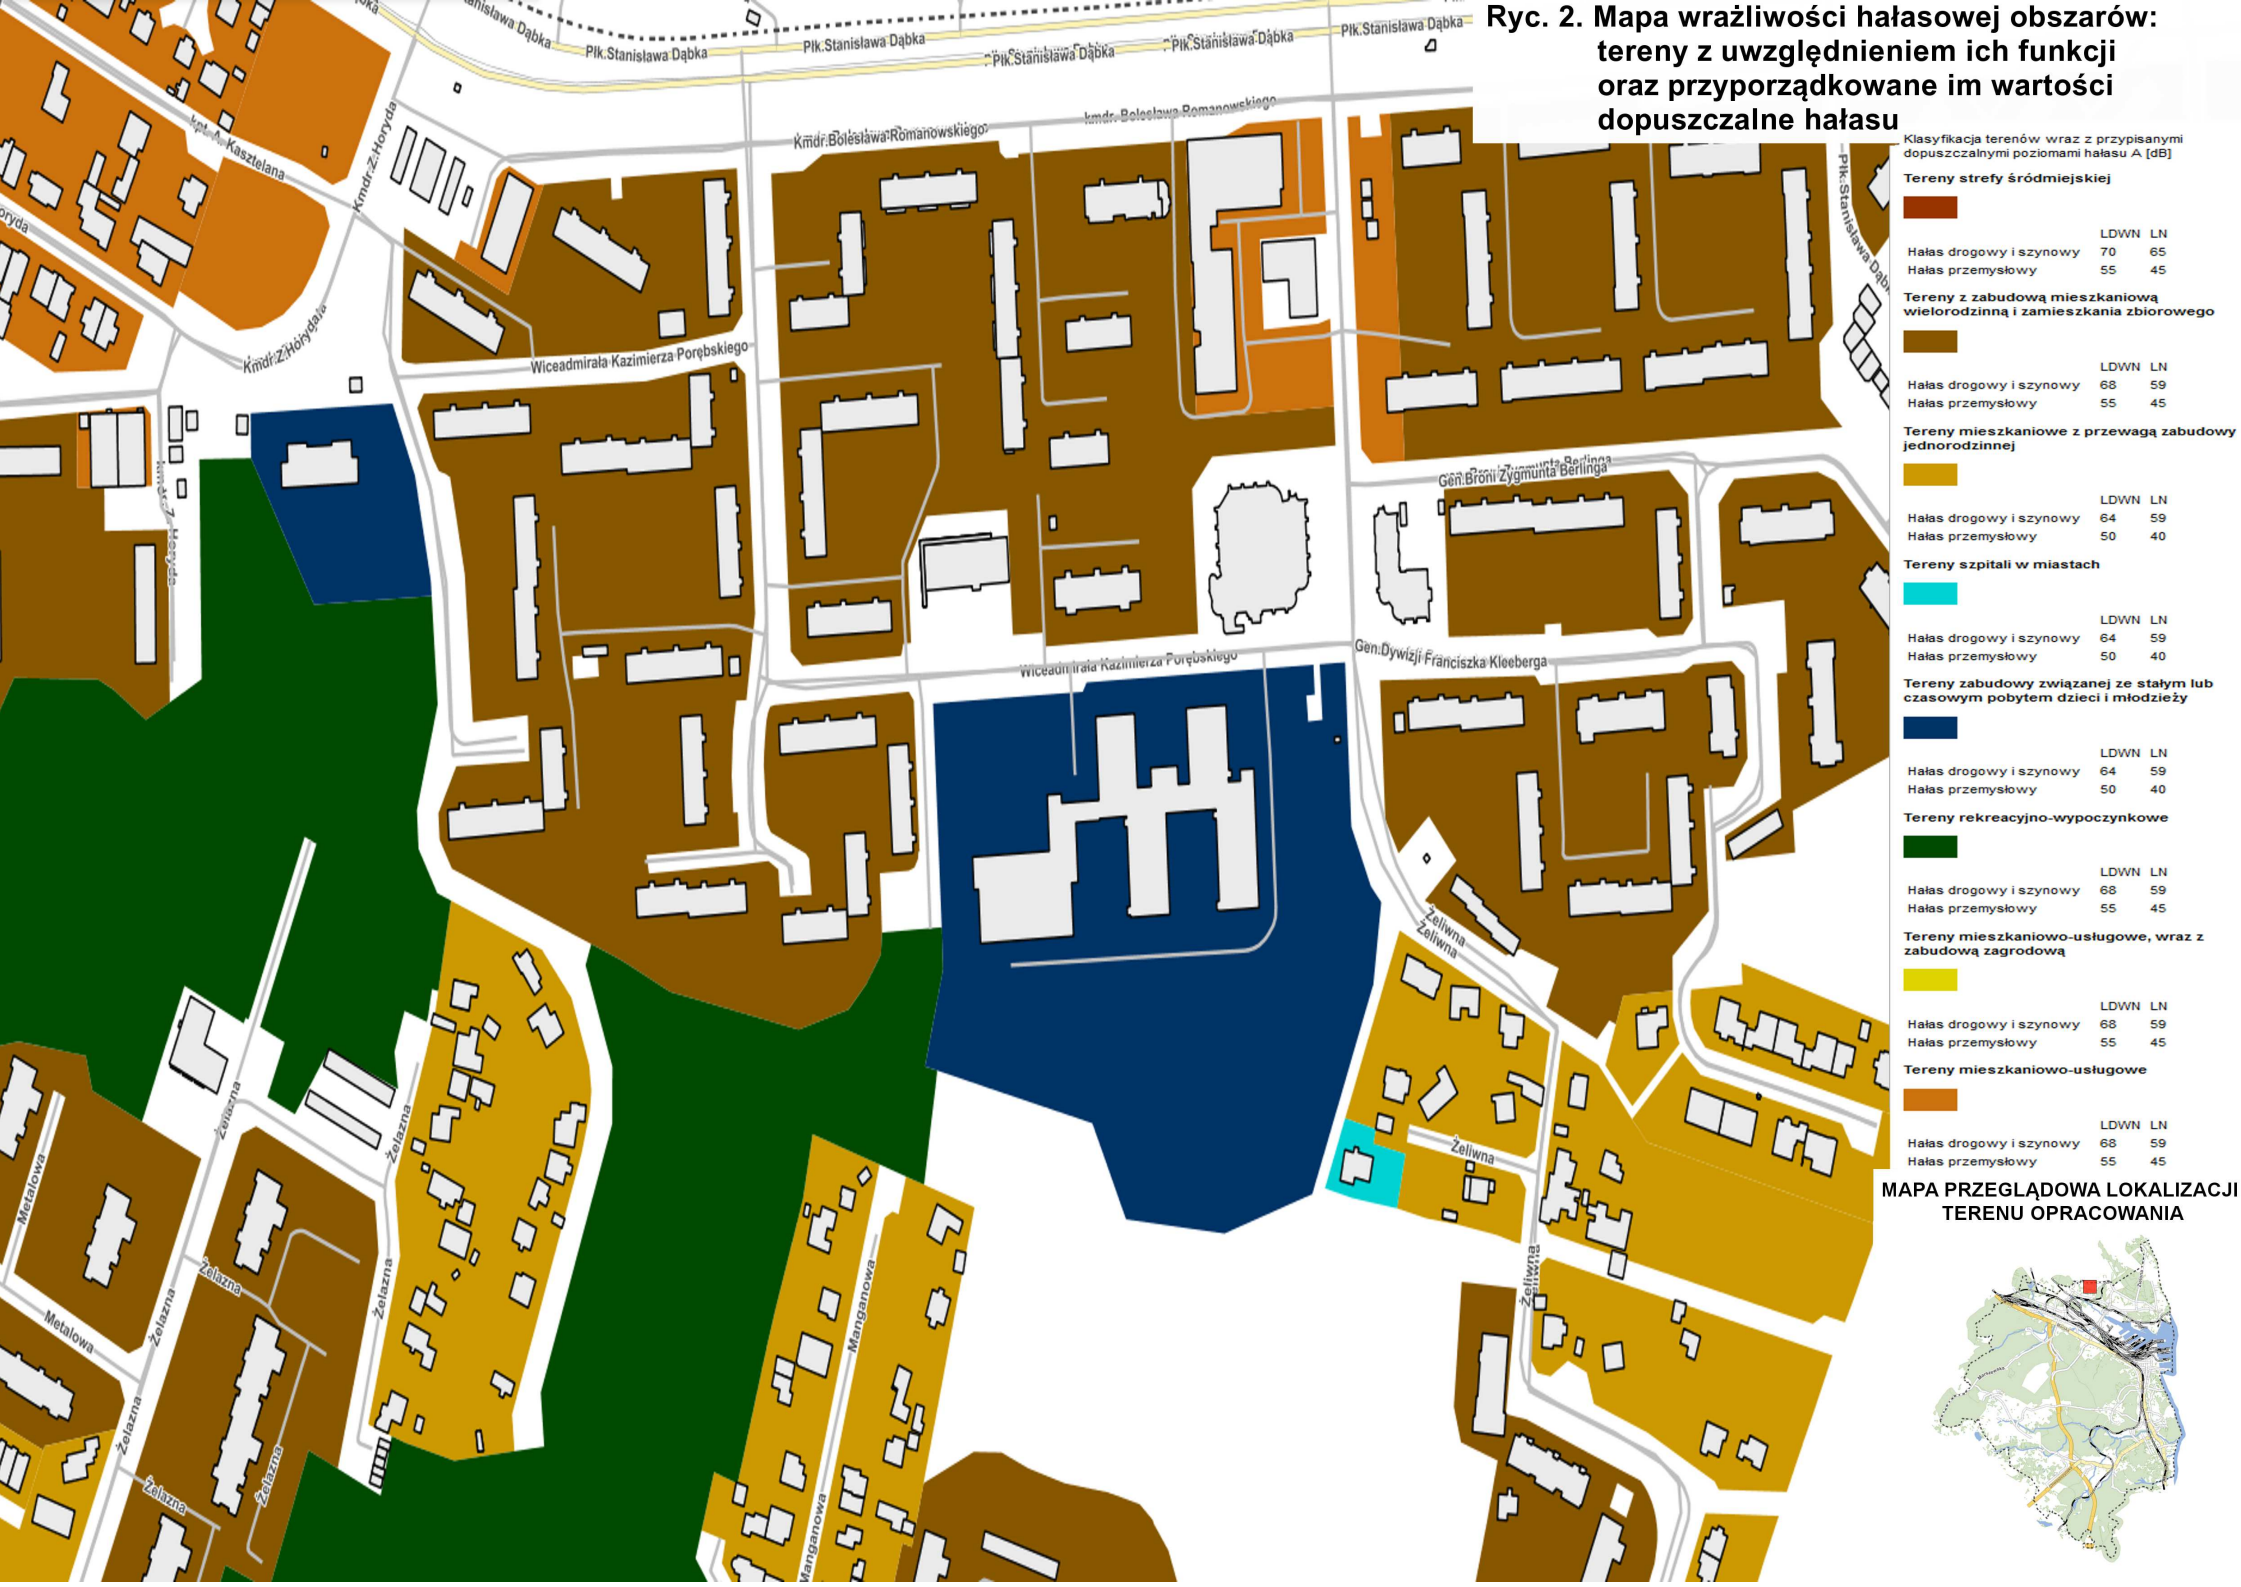 Ryc. 2. Mapa wrażliwości hałasowej obszarów:
tereny z uwzględnieniem ich funkcji
oraz przyporządkowane im wartości
dopuszczalne hałasu
Klasyfikacja terenów wraz z przypisanymi
dopuszczalnymi poziomami hałasu A [dB]
Tereny strefy śródmiejskiej
LDWN LN
Hałas drogowy i szynowy 70 65
Hałas przemysłowy 55 45
Tereny z zabudową mieszkaniową
wielorodzinną i zamieszkania zbiorowego
LDWN LN
Hałas drogowy i szynowy 68 59
Hałas przemysłowy 55 45
Tereny mieszkaniowe z przewagą zabudowy
jednorodzinnej
LDWN LN
Hałas drogowy i szynowy 64 59
Hałas przemysłowy 50 40
Tereny szpitali w miastach
LDWN LN
Hałas drogowy i szynowy 64 59
Hałas przemysłowy 50 40
Tereny zabudowy związanej ze stałym lub
czasowym pobytem dzieci i młodzieży
LDWN LN
Hałas drogowy i szynowy 64 59
Hałas przemysłowy 50 40
Tereny rekreacyjno-wypoczynkowe
LDWN LN
Hałas drogowy i szynowy 68 59
Hałas przemysłowy 55 45
Tereny mieszkaniowo-usługowe, wraz z
zabudową zagrodową
LDWN LN
Hałas drogowy i szynowy 68 59
Hałas przemysłowy 55 45
Tereny mieszkaniowo-usługowe
LDWN LN
Hałas drogowy i szynowy 68 59
Hałas przemysłowy 55 45
MAPA PRZEGLĄDOWA LOKALIZACJI
TERENU OPRACOWANIA
Płk.Stanisława Dąbka
Płk.Stanisława Dąbka
Płk.Stanisława Dąbka
Płk.Stanisława Dąbka
Płk.Stanisława Dąbka
Płk.Stanisława Dąbka
kmdr. Bolesława Romanowskiego
Kmdr.Bolesława Romanowskiego
kpt. A. Kasztelana
Kmdr.Z.Horyda
Kmdr.Z.Horyda
kmdr. Z. Horyda
Wiceadmirała Kazimierza Porębskiego
Wiceadmirała Kazimierza Porębskiego
Gen.Broni Zygmunta Berlinga
Gen.Dywizji Franciszka Kleeberga
Żeliwna
Żeliwna
Żeliwna
Żeliwna
Żelazna
Żelazna
Żelazna
Żelazna
Żelazna
Żelazna
Żelazna
Żelazna
Metalowa
Metalowa
Manganowa
Manganowa